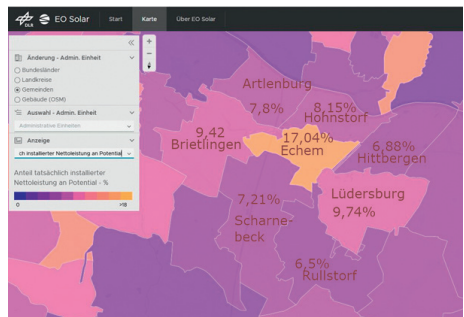 DLR
EO Solar
Start
Karte
Über EO Solar
Änderung - Admin. Einheit
Bundesländer
Landkreise
Gemeinden
Gebäude (OSM)
Auswahl - Admin. Einheit
Administrative Einheiten
Anzeige
ch installierter Nettoleistung an Potential
Anteil tatsächlich installierter
Nettoleistung an Potential - %
0
>18
Artlenburg
7,8%
8,15%
Hohnstorf
9,42
Brietlingen
17,04%
Echem
6,88%
Hittbergen
7,21%
Scharne-
beck
Lüdersburg
9,74%
6,5%
Rullstorf